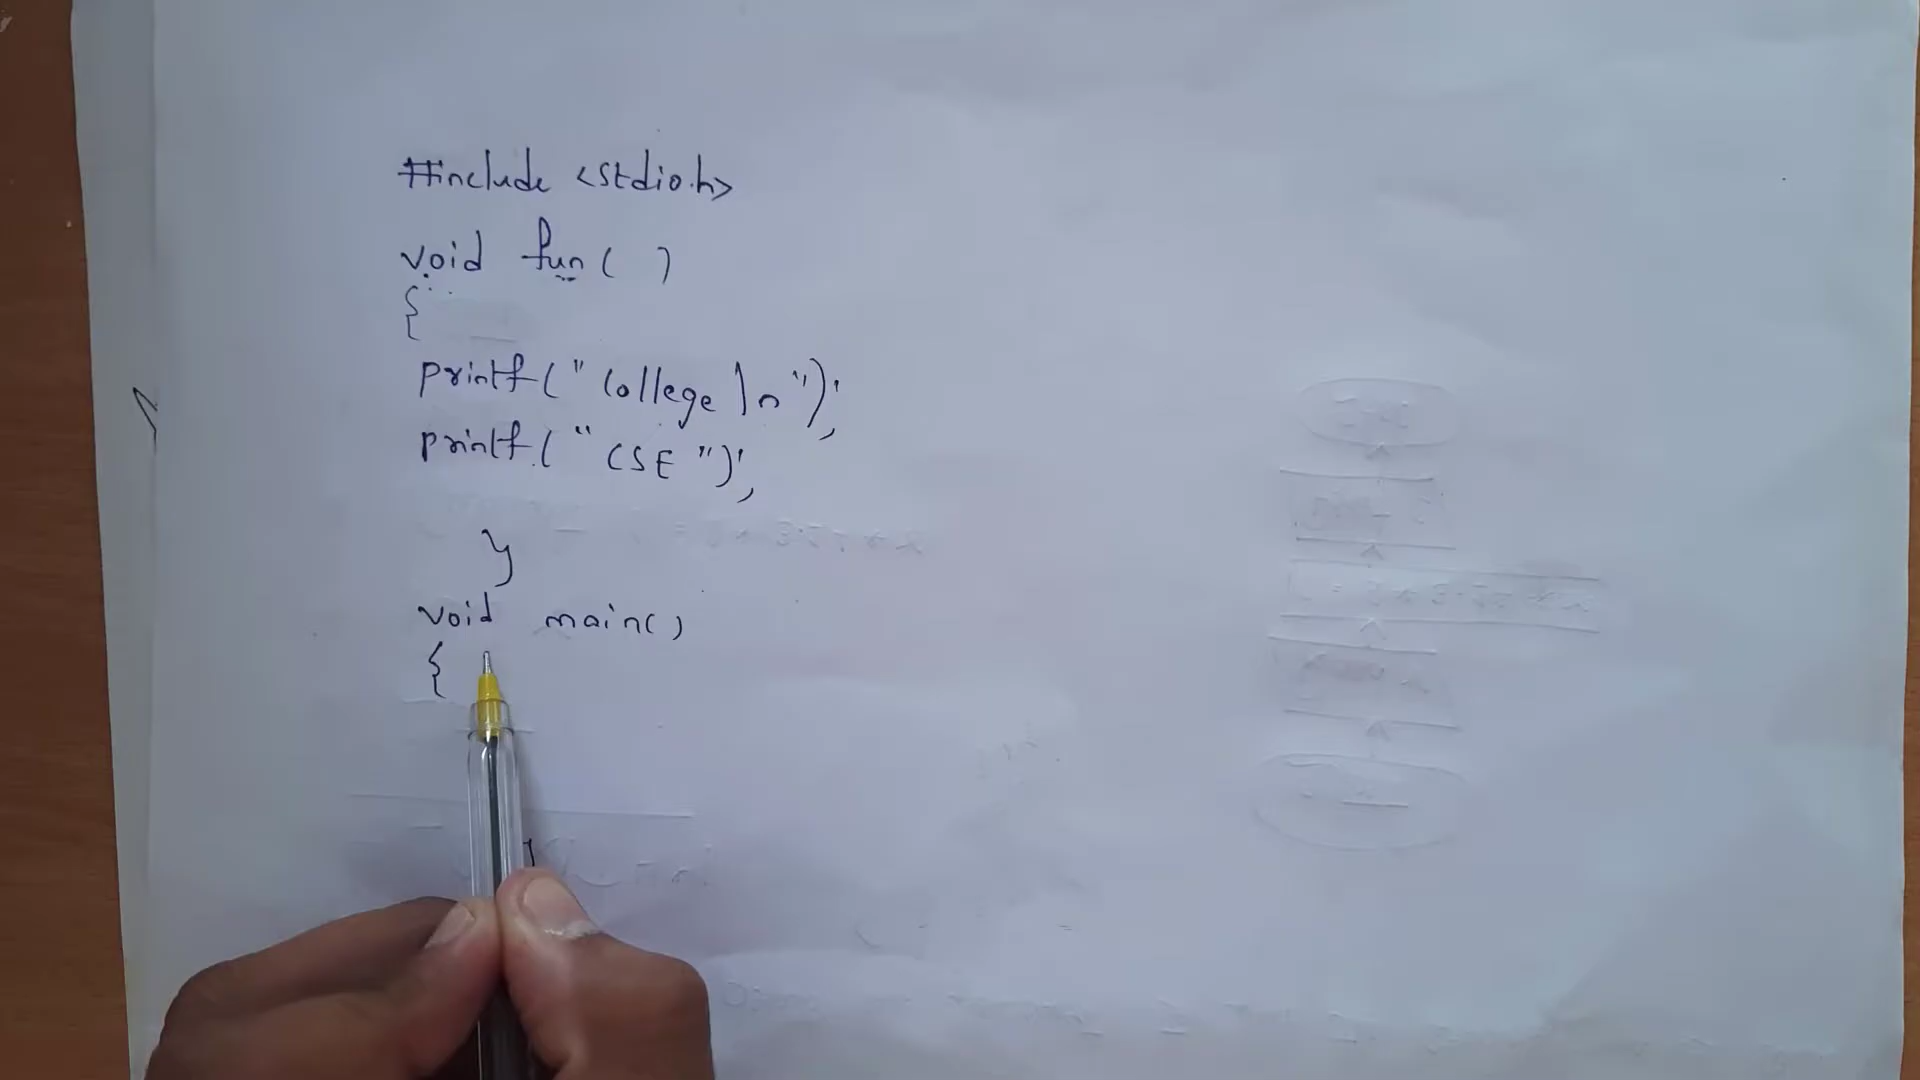 #include <stdio.h>
void fun( )
{
printf("College \n");
printf("CSE");
}
void main()
{